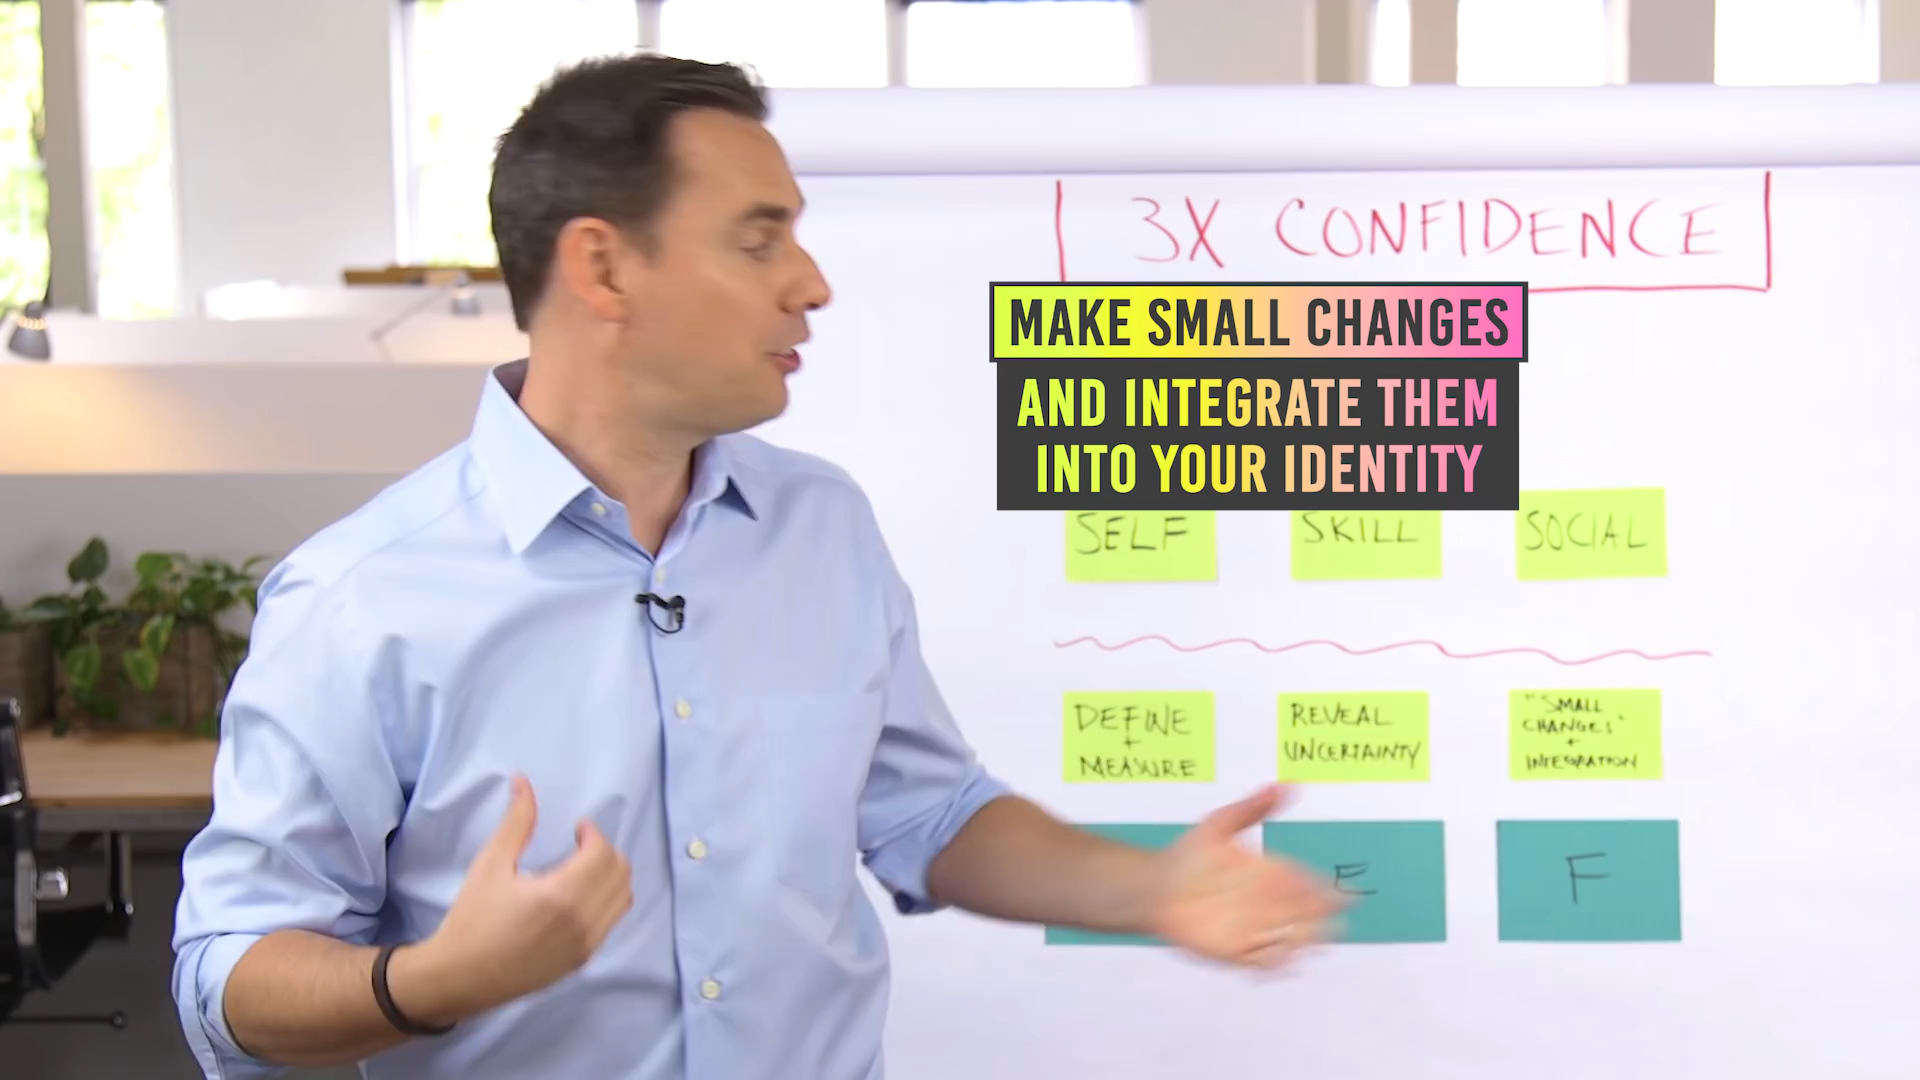 3X CONFIDENCE
MAKE SMALL CHANGES
AND INTEGRATE THEM
INTO YOUR IDENTITY
SELF
SKILL
SOCIAL
DEFINE
+
MEASURE
REVEAL
UNCERTAINTY
"SMALL
CHANGES"
+
INTEGRATION
E
F